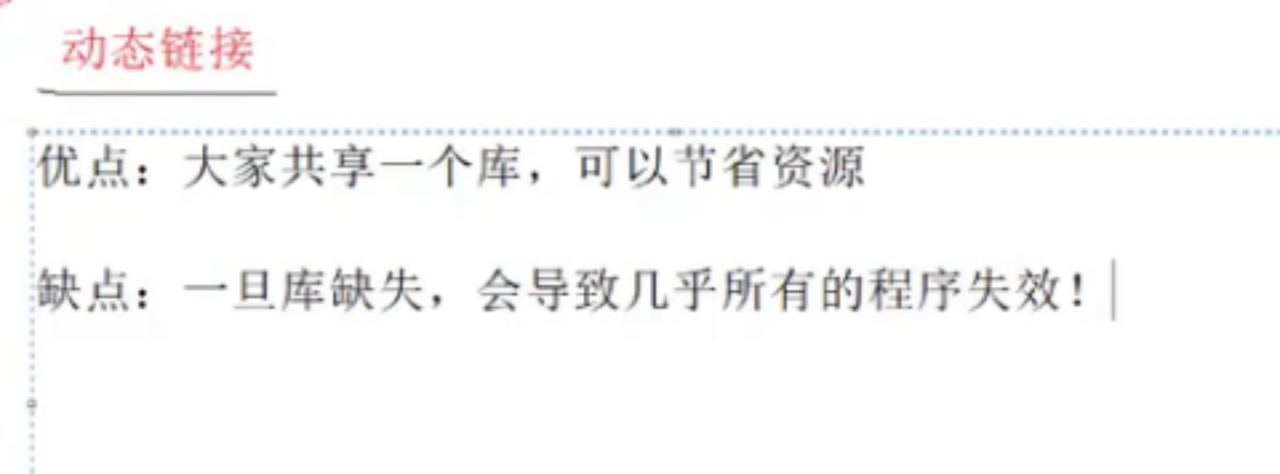 动态链接
优点：大家共享一个库，可以节省资源
缺点：一旦库缺失，会导致几乎所有的程序失效！